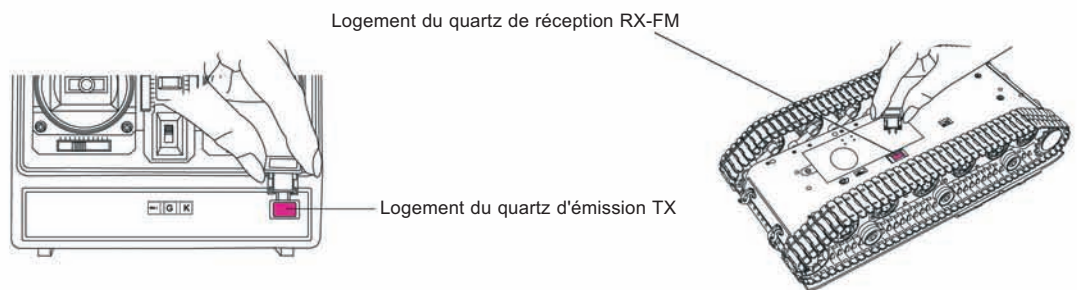 Logement du quartz de réception RX-FM
Logement du quartz d'émission TX
G K